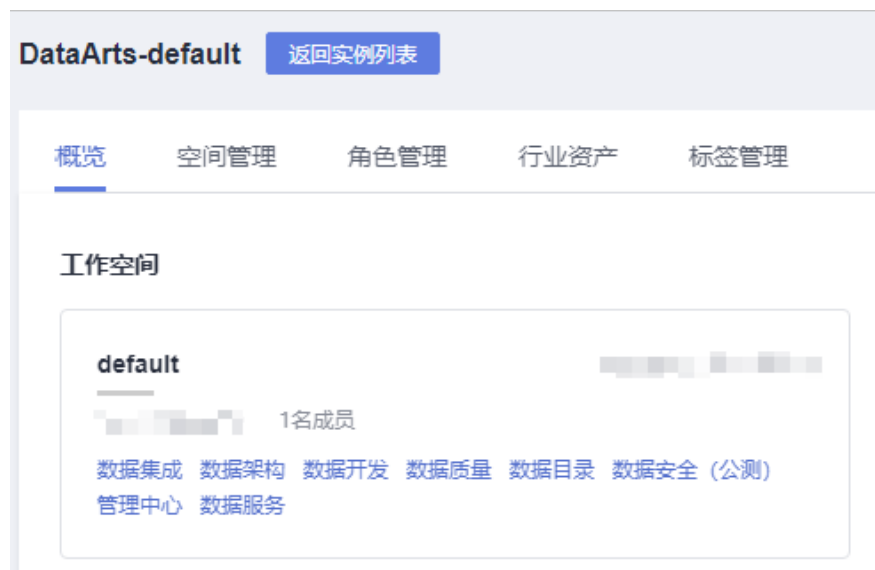 DataArts-default 返回实例列表
概览 空间管理 角色管理 行业资产 标签管理
工作空间
default
1名成员
数据集成 数据架构 数据开发 数据质量 数据目录 数据安全（公测）
管理中心 数据服务